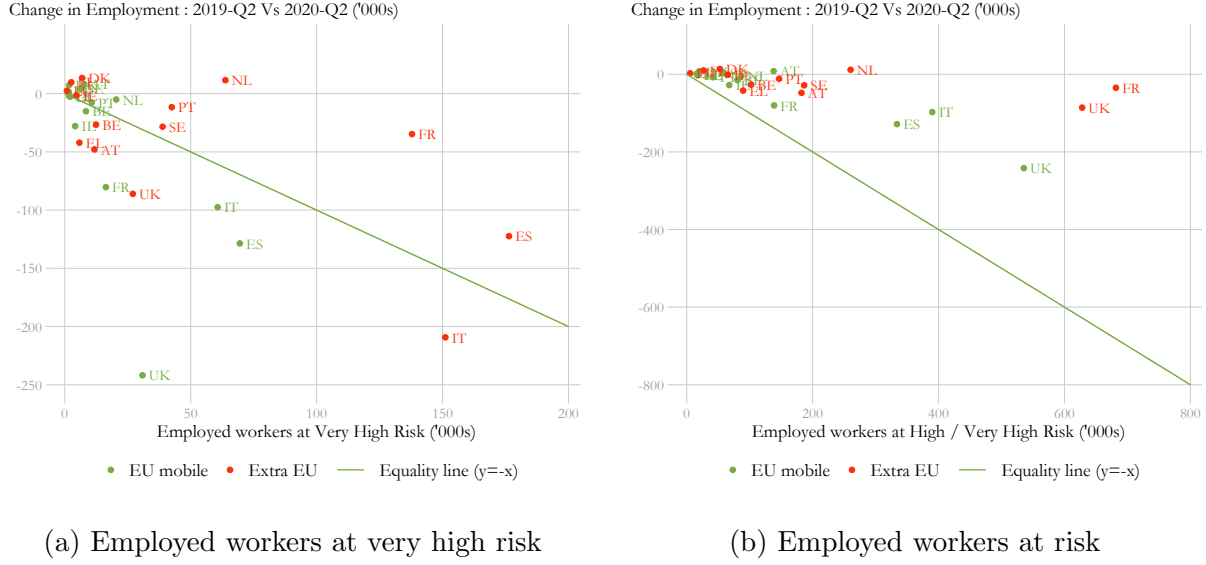 Change in Employment : 2019-Q2 Vs 2020-Q2 ('000s)
0
-50
-100
-150
-200
-250
DK
NL
NL
PT
PT
BE
BE
SE
IE
EL
AT
FR
FR
UK
IT
ES
ES
IT
UK
0
50
100
150
200
Employed workers at Very High Risk ('000s)
EU mobile Extra EU Equality line (y=-x)
(a) Employed workers at very high risk
Change in Employment : 2019-Q2 Vs 2020-Q2 ('000s)
0
-200
-400
-600
-800
DK
AT
NL
NL
PT
BE
SE
EL
AT
FR
FR
IT
UK
ES
UK
0
200
400
600
800
Employed workers at High / Very High Risk ('000s)
EU mobile Extra EU Equality line (y=-x)
(b) Employed workers at risk